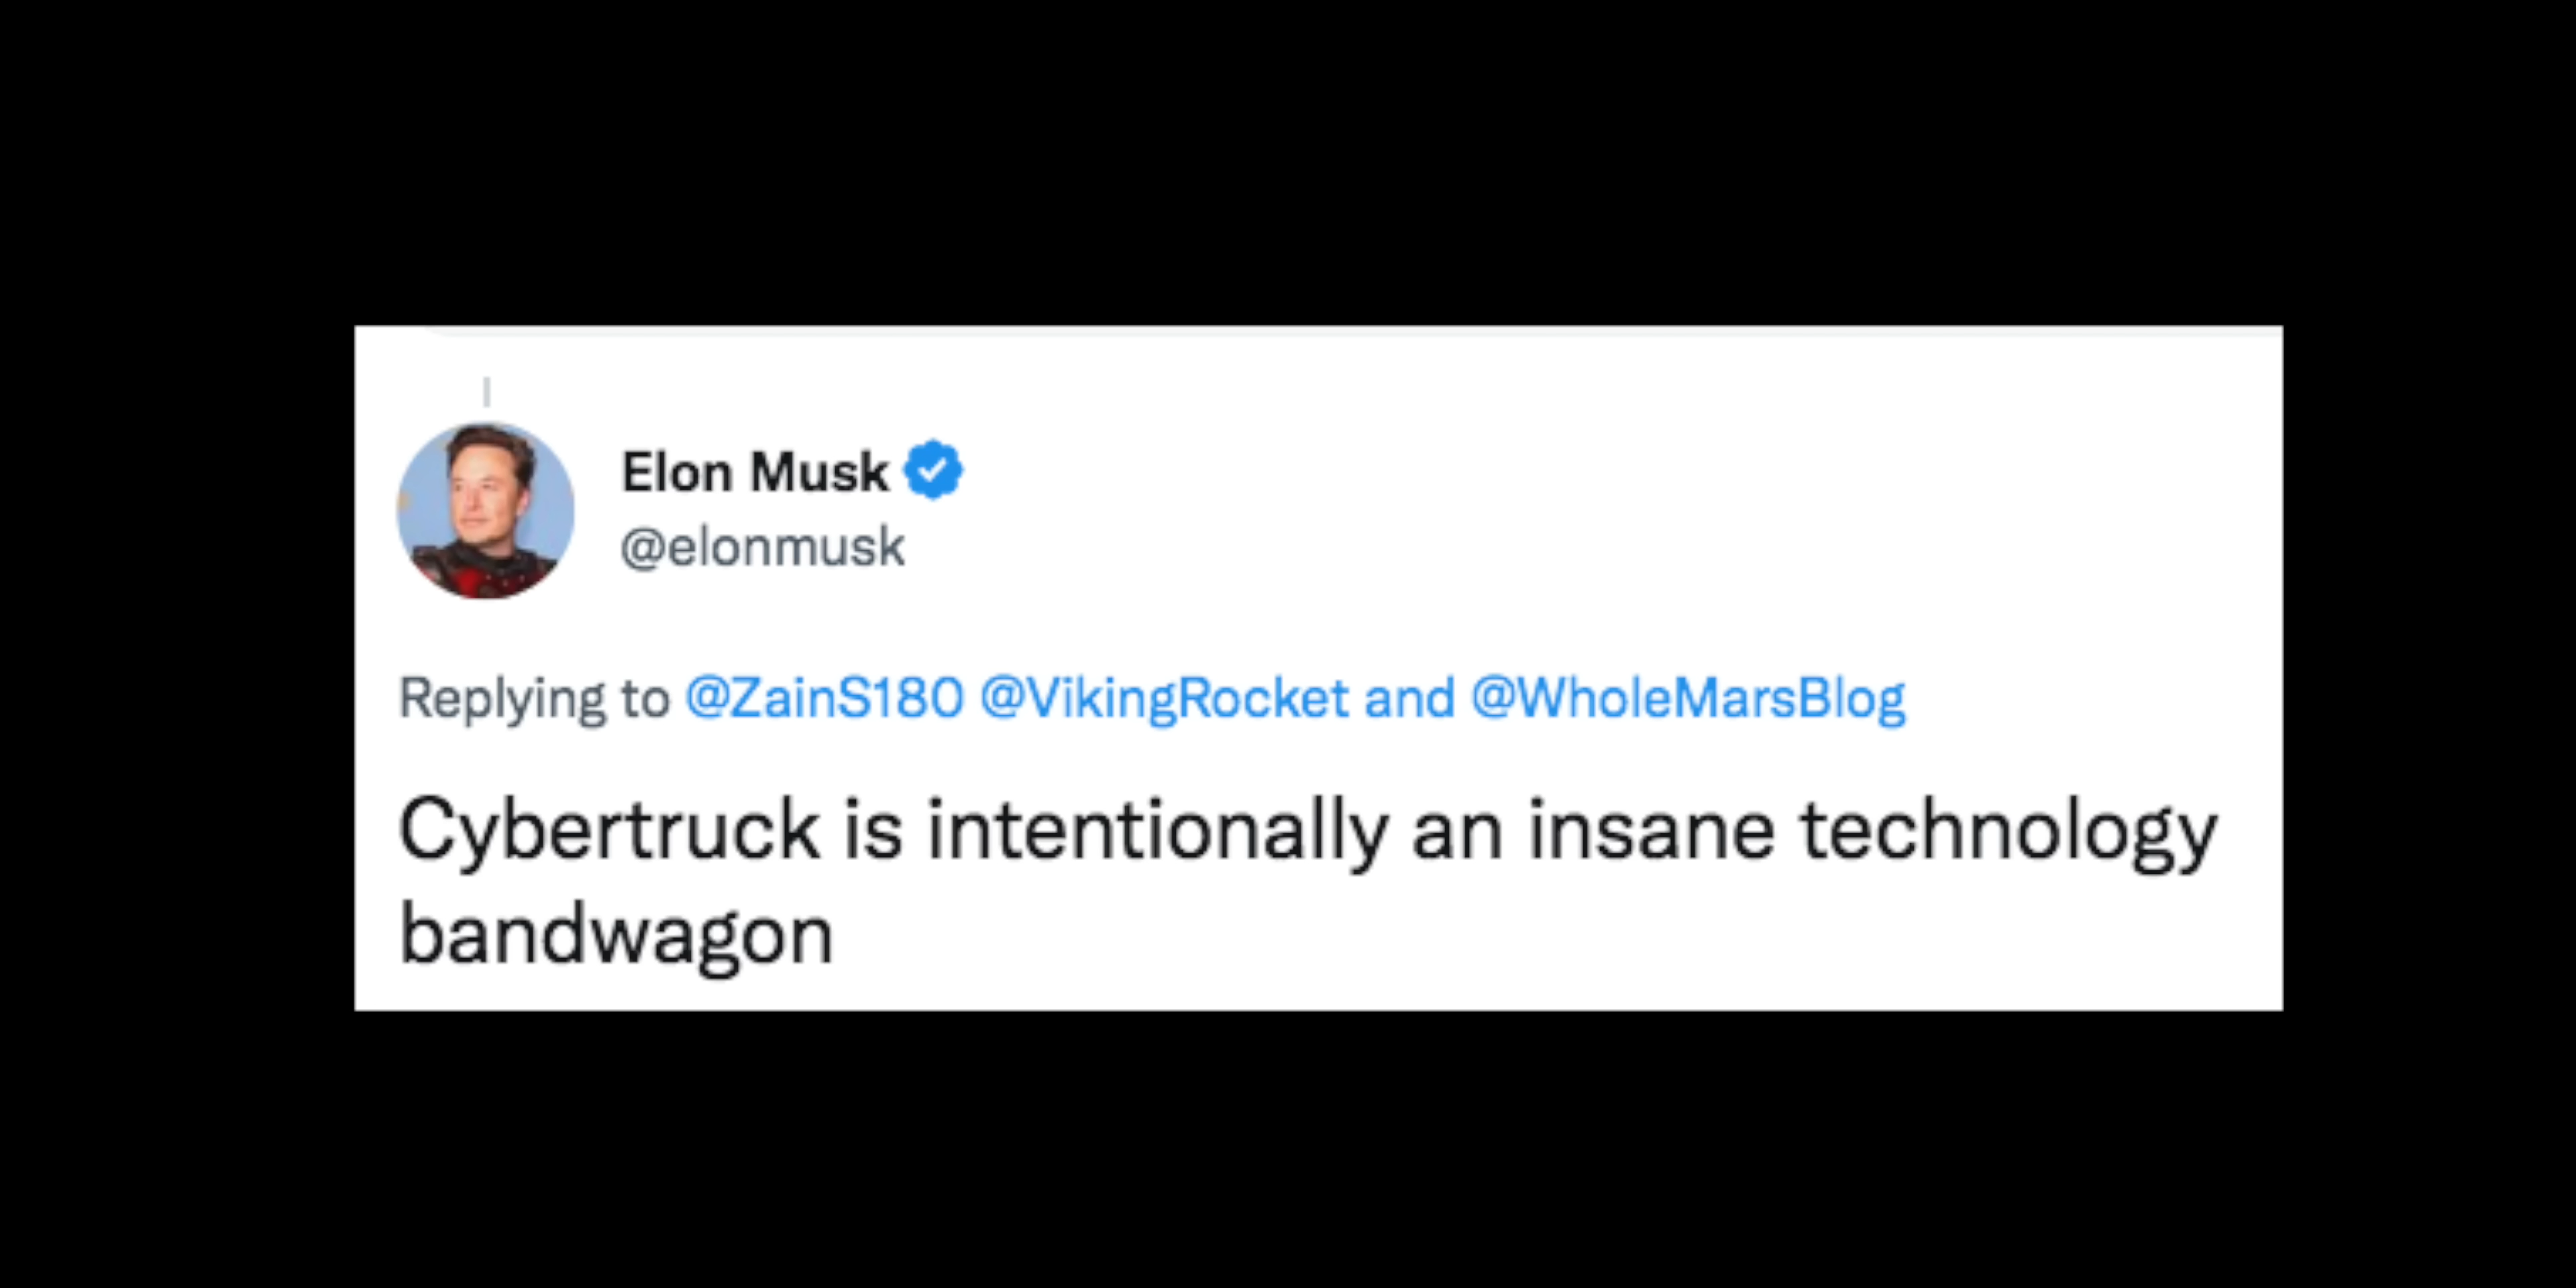 Elon Musk
@elonmusk
Replying to @ZainS180 @VikingRocket and @WholeMarsBlog
Cybertruck is intentionally an insane technology
bandwagon